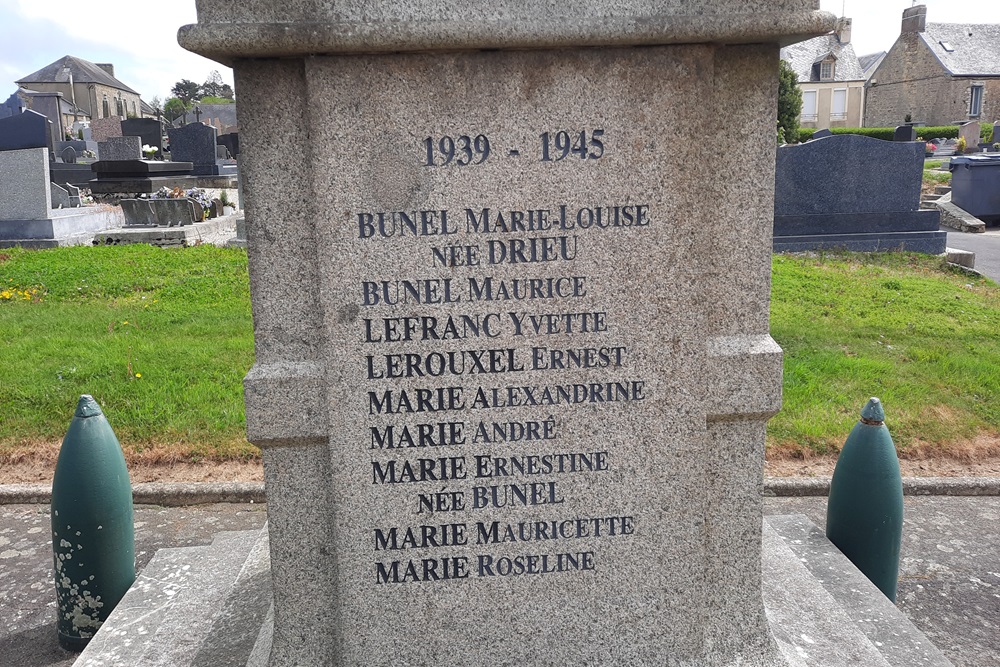 1939 - 1945
BUNEL MARIE-LOUISE
NÉE DRIEU
BUNEL MAURICE
LEFRANC YVETTE
LEROUXEL ERNEST
MARIE ALEXANDRINE
MARIE ANDRÉ
MARIE ERNESTINE
NÉE BUNEL
MARIE MAURICETTE
MARIE ROSELINE